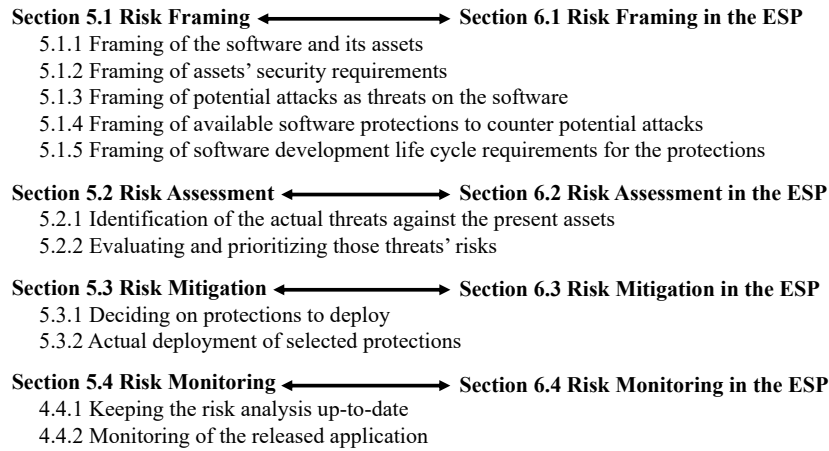 Section 5.1 Risk Framing Section 6.1 Risk Framing in the ESP
5.1.1 Framing of the software and its assets
5.1.2 Framing of assets' security requirements
5.1.3 Framing of potential attacks as threats on the software
5.1.4 Framing of available software protections to counter potential attacks
5.1.5 Framing of software development life cycle requirements for the protections
Section 5.2 Risk Assessment Section 6.2 Risk Assessment in the ESP
5.2.1 Identification of the actual threats against the present assets
5.2.2 Evaluating and prioritizing those threats' risks
Section 5.3 Risk Mitigation Section 6.3 Risk Mitigation in the ESP
5.3.1 Deciding on protections to deploy
5.3.2 Actual deployment of selected protections
Section 5.4 Risk Monitoring Section 6.4 Risk Monitoring in the ESP
4.4.1 Keeping the risk analysis up-to-date
4.4.2 Monitoring of the released application